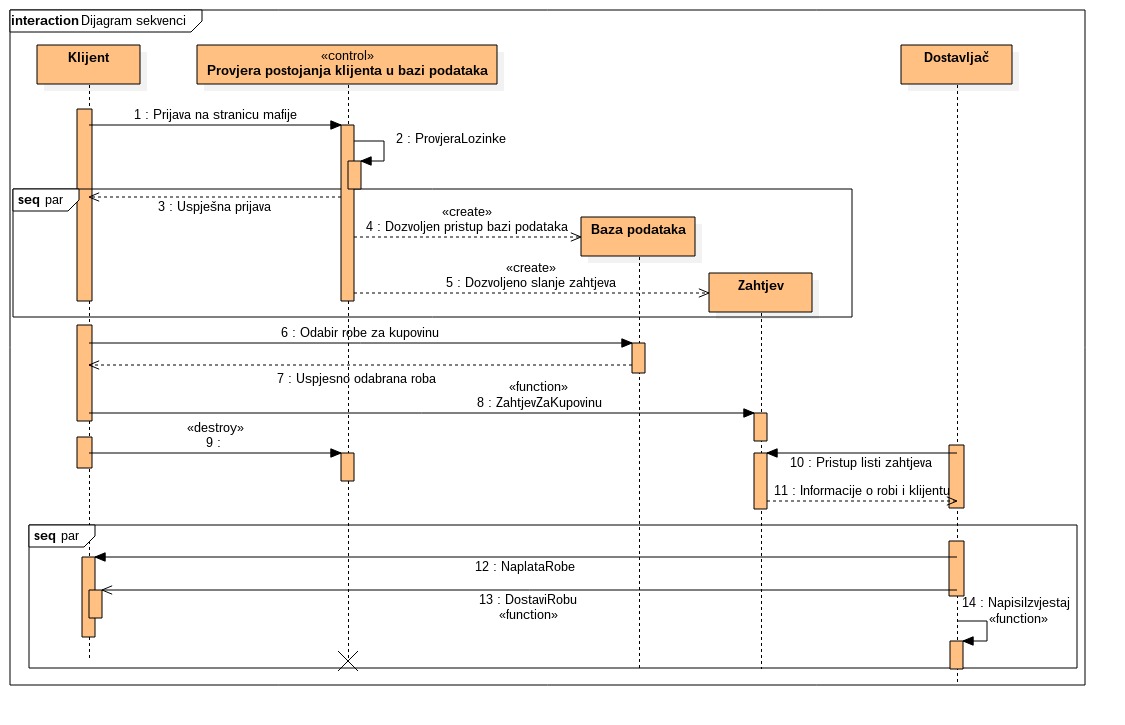 interaction Dijagram sekvenci
Klijent
«control»
Provjera postojanja klijenta u bazi podataka
Dostavljač
1 : Prijava na stranicu mafije
2 : ProvjeraLozinke
seq par
3 : Uspješna prijava
«create»
4 : Dozvoljen pristup bazi podataka
Baza podataka
«create»
5 : Dozvoljeno slanje zahtjeva
Zahtjev
6 : Odabir robe za kupovinu
7 : Uspjesno odabrana roba
«function»
8 : ZahtjevZaKupovinu
«destroy»
9 :
10 : Pristup listi zahtjeva
11 : Informacije o robi i klijentu
seq par
12 : NaplataRobe
13 : DostaviRobu
«function»
14 : NapisiIzvjestaj
«function»